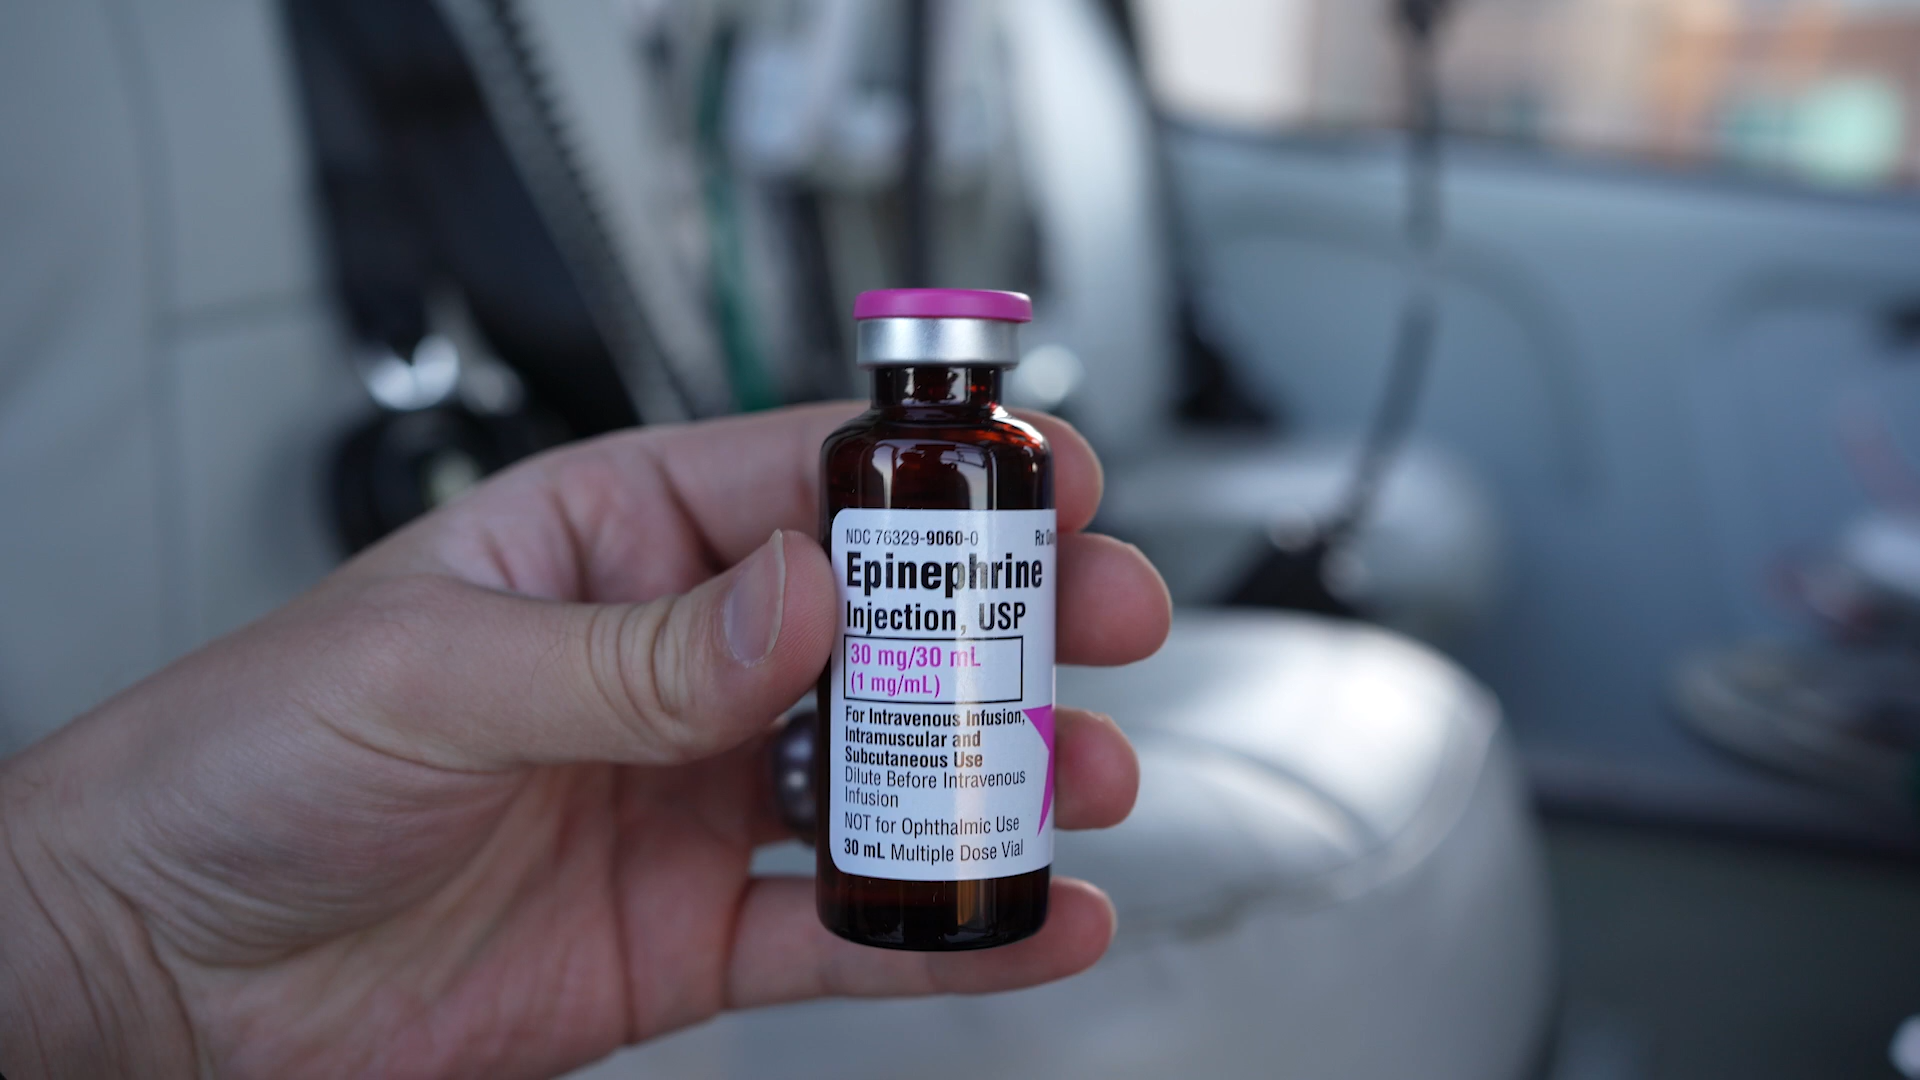 NDC 76329-9060-0 Rx
Epinephrine
Injection, USP
30 mg/30 mL
(1 mg/mL)
For Intravenous Infusion,
Intramuscular and
Subcutaneous Use
Dilute Before Intravenous
Infusion
NOT for Ophthalmic Use
30 mL Multiple Dose Vial